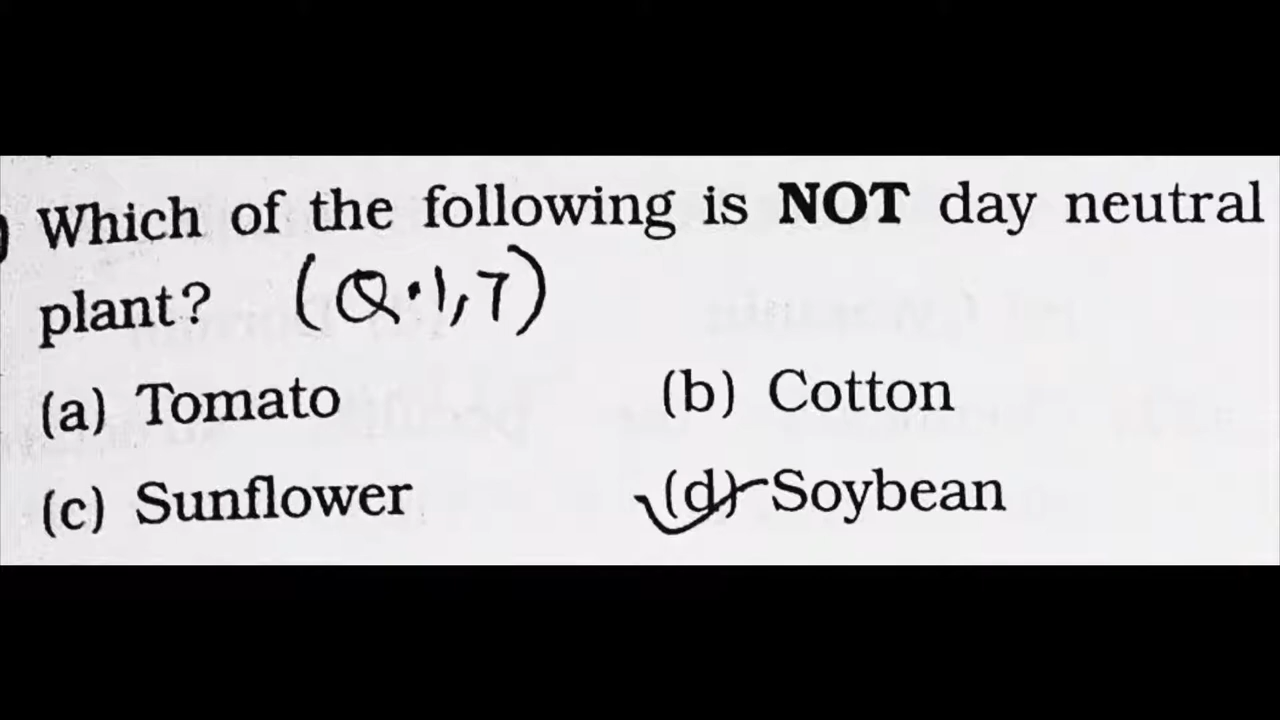 Which of the following is NOT day neutral
plant? (Q.1,7)
(a) Tomato (b) Cotton
(c) Sunflower (d) Soybean